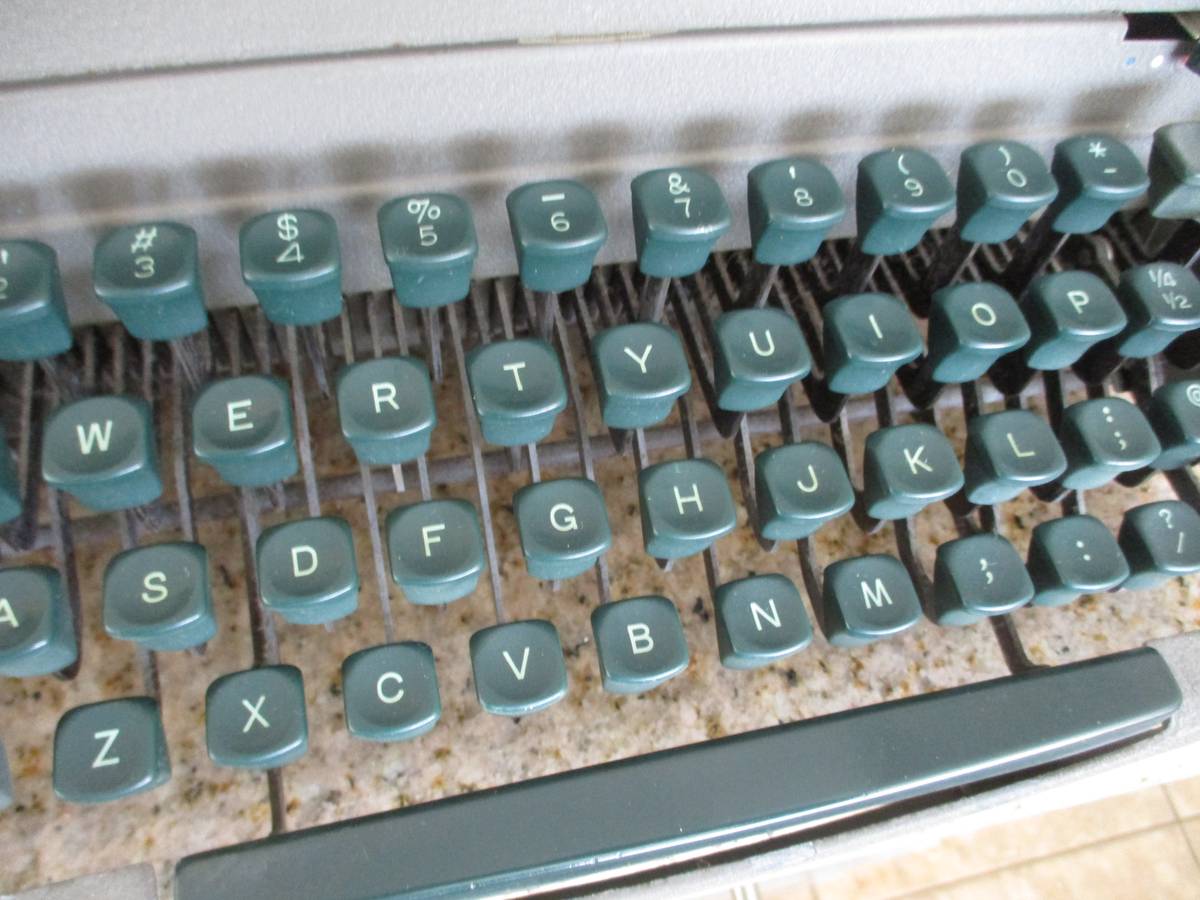 # $ % _ & ' ( ) *
2 3 4 5 6 7 8 9 0 -
W E R T Y U I O P ¼ ½
A S D F G H J K L : ; @
Z X C V B N M , : ? /